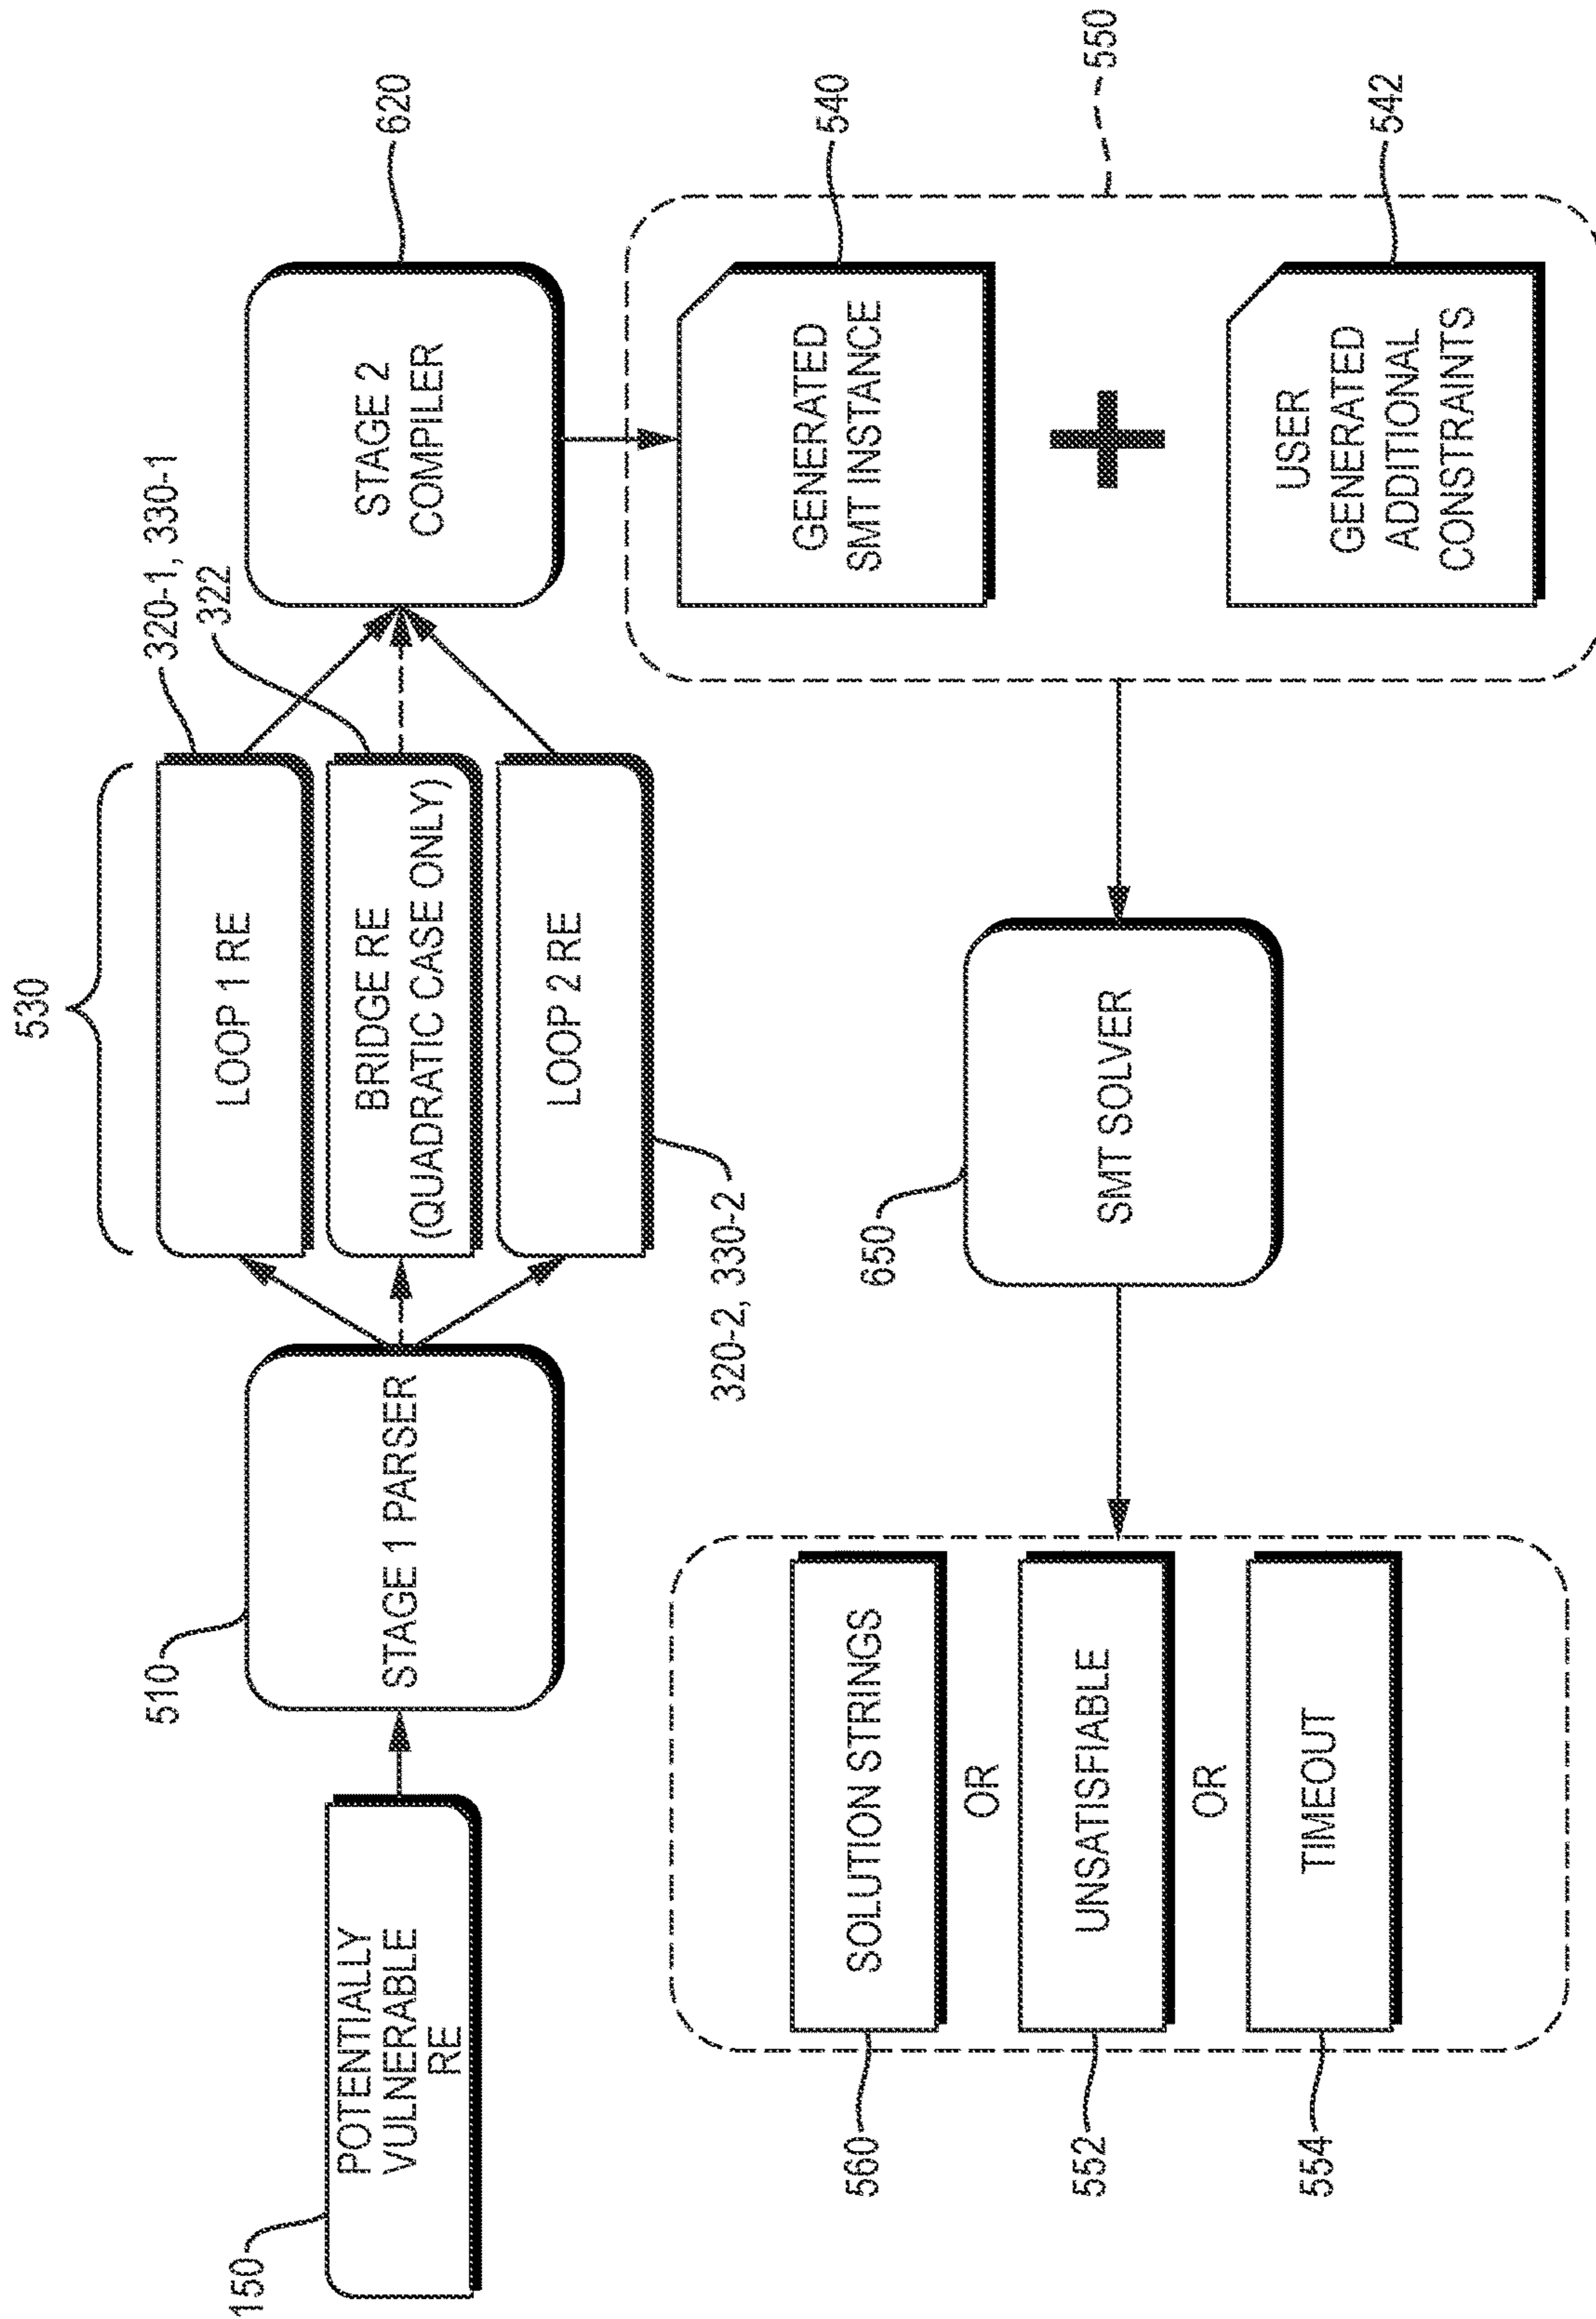 150
POTENTIALLY
VULNERABLE
RE
510
STAGE 1 PARSER
530
LOOP 1 RE
320-1, 330-1
BRIDGE RE
(QUADRATIC CASE ONLY)
322
LOOP 2 RE
320-2, 330-2
STAGE 2
COMPILER
620
GENERATED
SMT INSTANCE
540
+
USER
GENERATED
ADDITIONAL
CONSTRAINTS
542
550
SMT SOLVER
650
SOLUTION STRINGS
560
OR
UNSATISFIABLE
552
OR
TIMEOUT
554